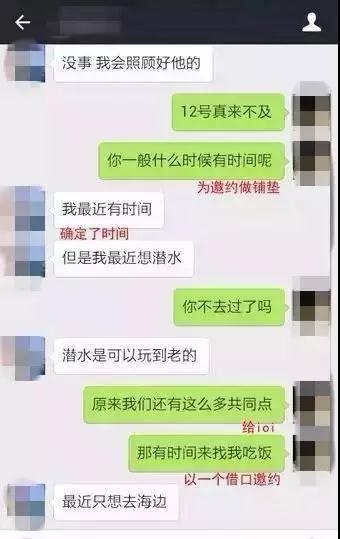 没事 我会照顾好他的
12号真来不及
你一般什么时候有时间呢
为邀约做铺垫
我最近有时间
确定了时间
但是我最近想潜水
你不去过了吗
潜水是可以玩到老的
原来我们还有这么多共同点
给ioi
那有时间来找我吃饭
以一个借口邀约
最近只想去海边